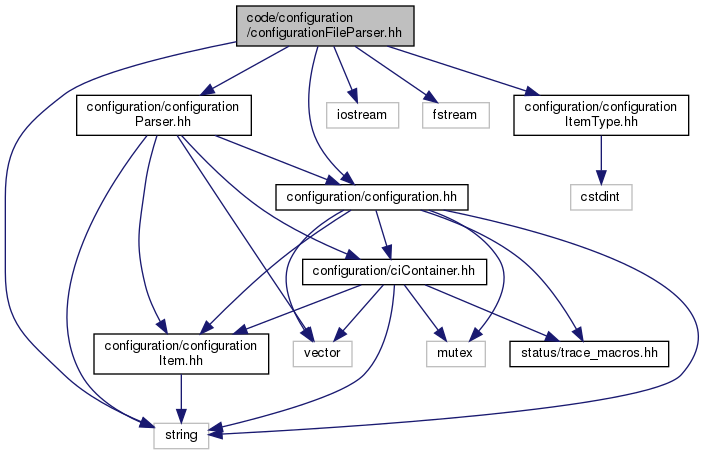 code/configuration
/configurationFileParser.hh
configuration/configuration
Parser.hh
iostream
fstream
configuration/configuration
ItemType.hh
configuration/configuration.hh
cstdint
configuration/ciContainer.hh
configuration/configuration
Item.hh
vector
mutex
status/trace_macros.hh
string